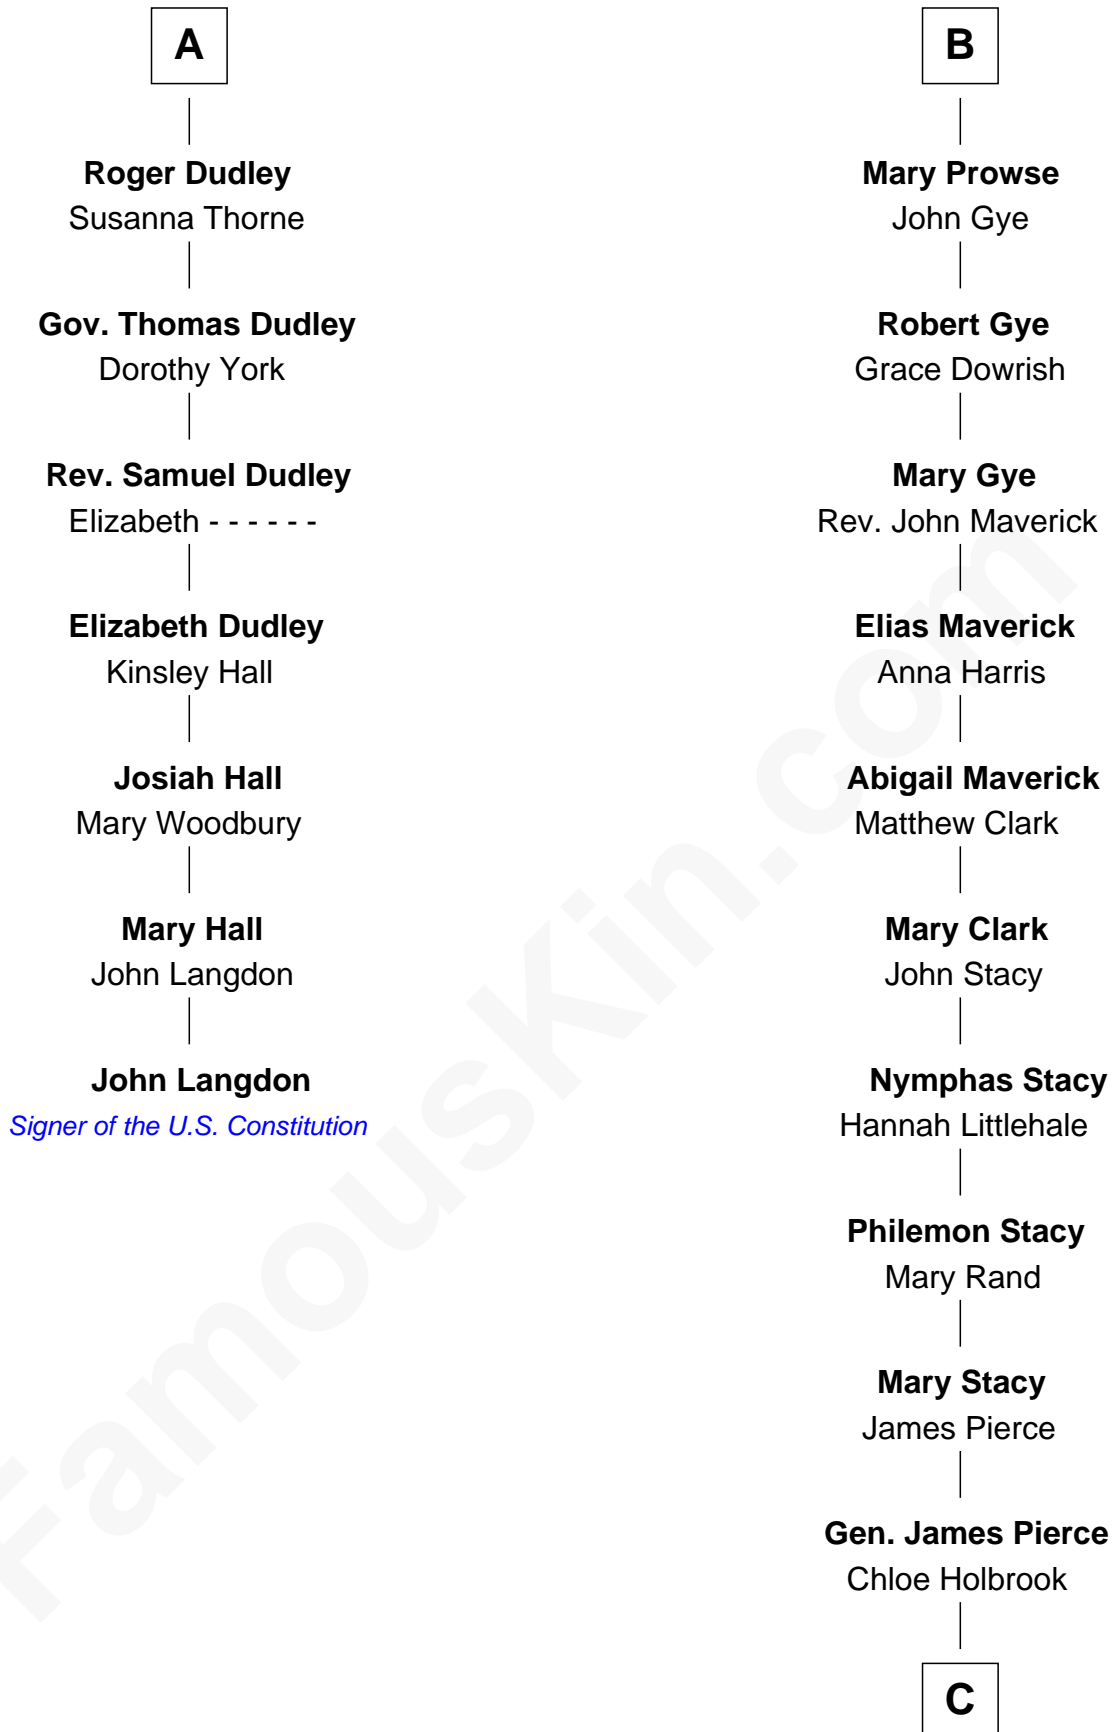 A
Roger Dudley
Susanna Thorne
Gov. Thomas Dudley
Dorothy York
Rev. Samuel Dudley
Elizabeth - - - - - -
Elizabeth Dudley
Kinsley Hall
Josiah Hall
Mary Woodbury
Mary Hall
John Langdon
John Langdon
Signer of the U.S. Constitution
B
Mary Prowse
John Gye
Robert Gye
Grace Dowrish
Mary Gye
Rev. John Maverick
Elias Maverick
Anna Harris
Abigail Maverick
Matthew Clark
Mary Clark
John Stacy
Nymphas Stacy
Hannah Littlehale
Philemon Stacy
Mary Rand
Mary Stacy
James Pierce
Gen. James Pierce
Chloe Holbrook
C
FamousKin.com